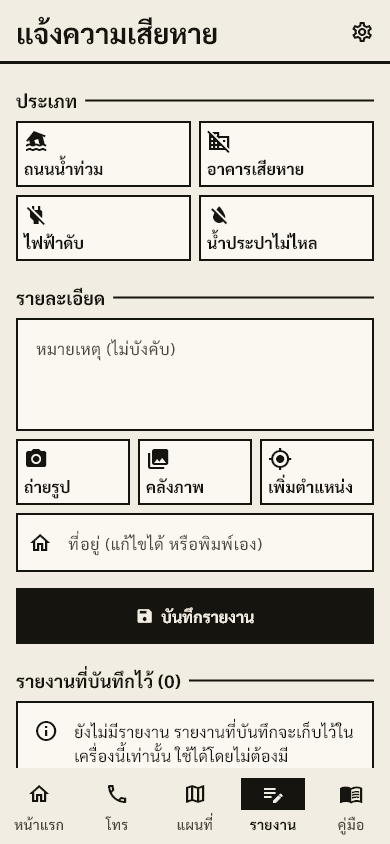 แจ้งความเสียหาย
ประเภท
ถนนน้ำท่วม
อาคารเสียหาย
ไฟฟ้าดับ
น้ำประปาไม่ไหล
รายละเอียด
หมายเหตุ (ไม่บังคับ)
ถ่ายรูป
คลังภาพ
เพิ่มตำแหน่ง
ที่อยู่ (แก้ไขได้ หรือพิมพ์เอง)
บันทึกรายงาน
รายงานที่บันทึกไว้ (0)
ยังไม่มีรายงาน รายงานที่บันทึกจะเก็บไว้ใน
เครื่องนี้เท่านั้น ใช้ได้โดยไม่ต้องมี
หน้าแรก
โทร
แผนที่
รายงาน
คู่มือ